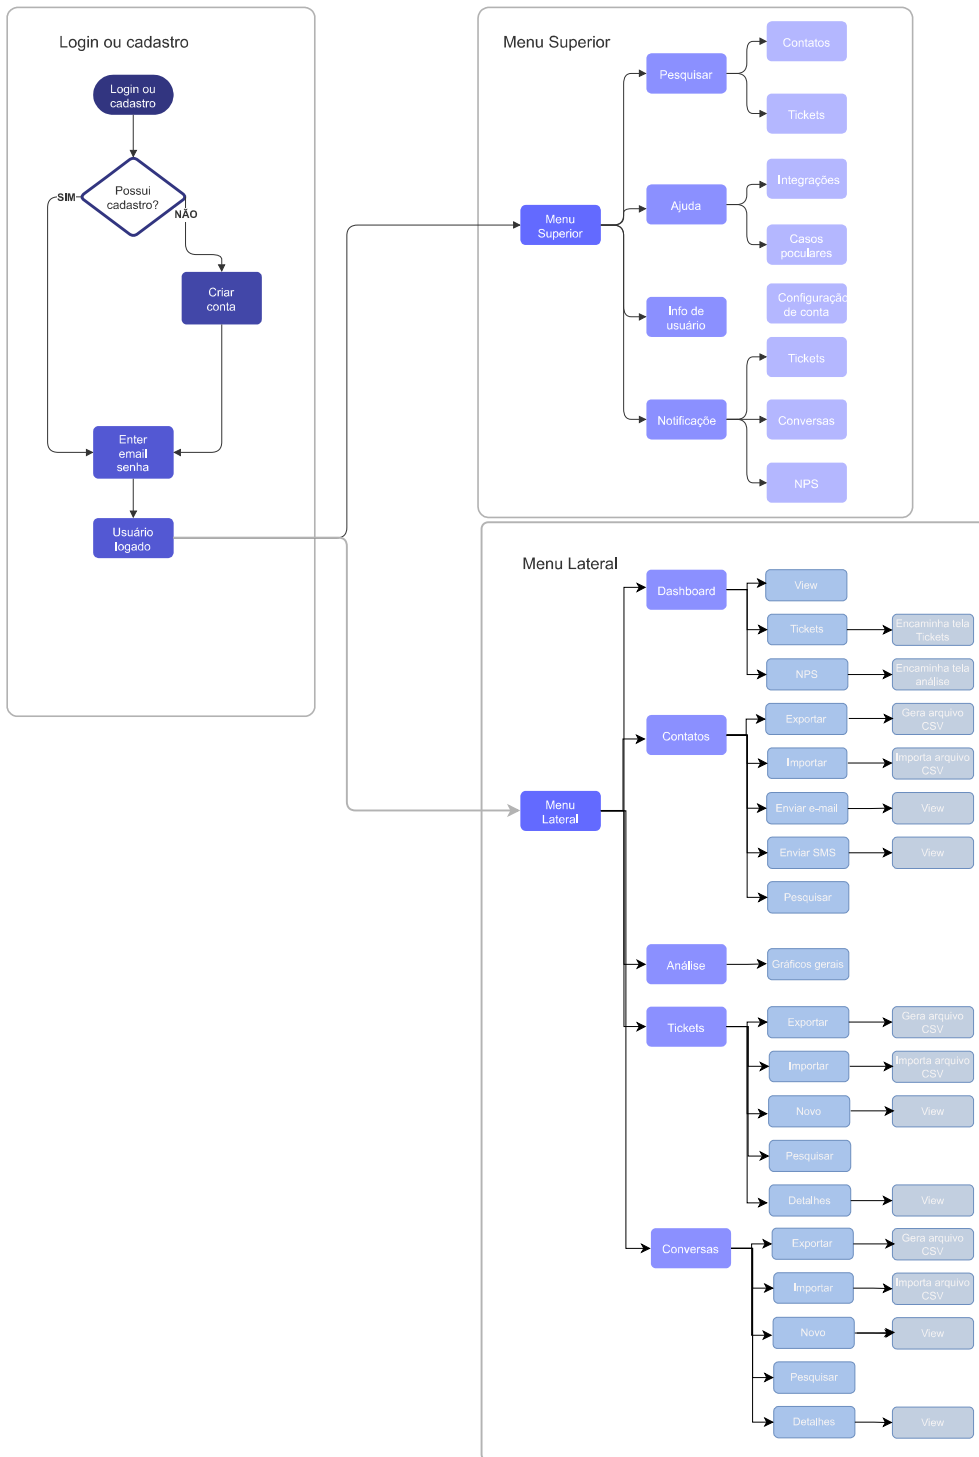 Login ou cadastro
Login ou
cadastro
Possui
cadastro?
SIM
NÃO
Criar
conta
Enter
email
senha
Usuário
logado
Menu Superior
Menu
Superior
Pesquisar
Contatos
Tickets
Ajuda
Integrações
Casos
poculares
Info de
usuário
Configuração
de conta
Notificaçõe
Tickets
Conversas
NPS
Menu Lateral
Menu
Lateral
Dashboard
View
Tickets
Encaminha tela
Tickets
NPS
Encaminha tela
análise
Contatos
Exportar
Gera arquivo
CSV
Importar
Importa arquivo
CSV
Enviar e-mail
View
Enviar SMS
View
Pesquisar
Análise
Gráficos gerais
Tickets
Exportar
Gera arquivo
CSV
Importar
Importa arquivo
CSV
Novo
View
Pesquisar
Detalhes
View
Conversas
Exportar
Gera arquivo
CSV
Importar
Importa arquivo
CSV
Novo
View
Pesquisar
Detalhes
View